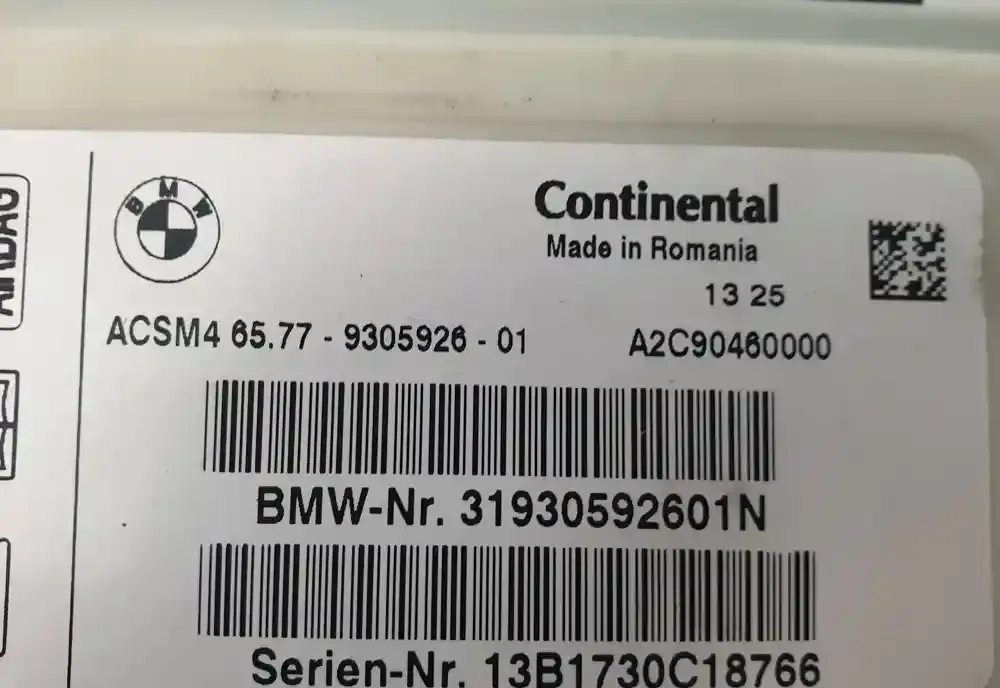 AIRBAG
BMW
Continental
Made in Romania
13 25
ACSM4 65.77 - 9305926 - 01 A2C90460000
BMW-Nr. 31930592601N
Serien-Nr. 13B1730C18766